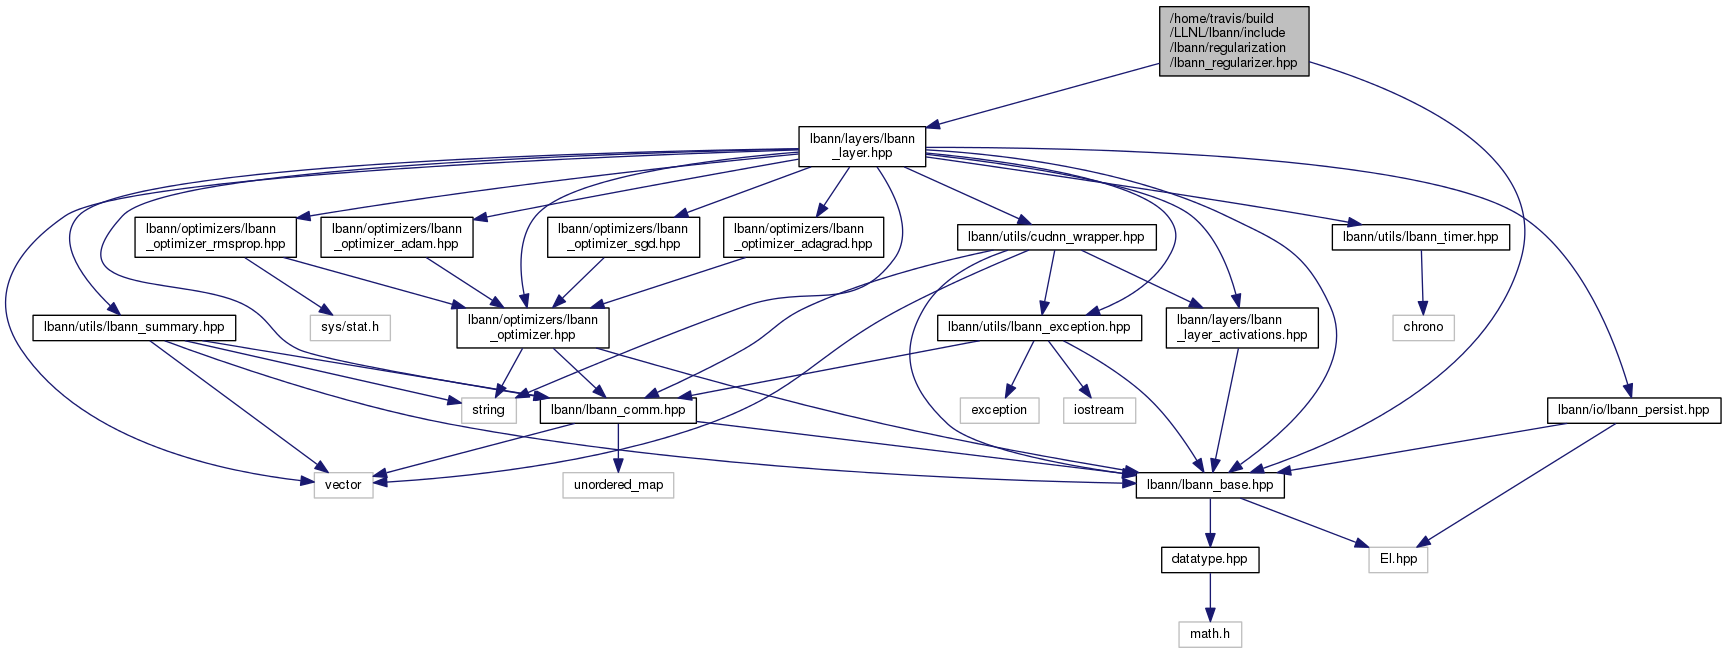 /home/travis/build
/LLNL/lbann/include
/lbann/regularization
/lbann_regularizer.hpp
lbann/layers/lbann
_layer.hpp
lbann/optimizers/lbann
_optimizer_rmsprop.hpp
lbann/optimizers/lbann
_optimizer_adam.hpp
lbann/optimizers/lbann
_optimizer_sgd.hpp
lbann/optimizers/lbann
_optimizer_adagrad.hpp
lbann/utils/cudnn_wrapper.hpp
lbann/utils/lbann_timer.hpp
lbann/utils/lbann_summary.hpp
sys/stat.h
lbann/optimizers/lbann
_optimizer.hpp
lbann/utils/lbann_exception.hpp
lbann/layers/lbann
_layer_activations.hpp
chrono
string
lbann/lbann_comm.hpp
exception
iostream
lbann/io/lbann_persist.hpp
vector
unordered_map
lbann/lbann_base.hpp
datatype.hpp
El.hpp
math.h